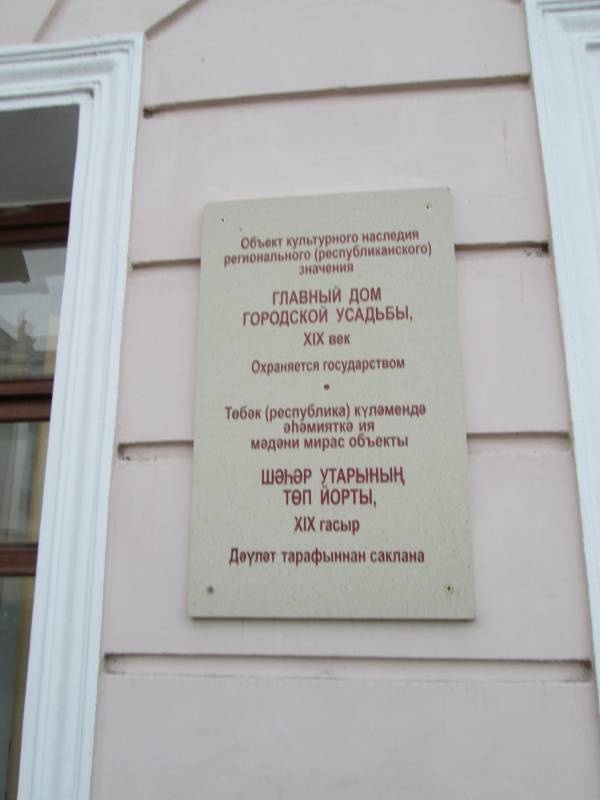 Объект культурного наследия
регионального (республиканского)
значения
ГЛАВНЫЙ ДОМ
ГОРОДСКОЙ УСАДЬБЫ,
XIX век
Охраняется государством
•
Төбәк (республика) күләмендә
әһәмияткә ия
мәдәни мирас объекты
ШӘҺӘР УТАРЫНЫҢ
ТӨП ЙОРТЫ,
XIX гасыр
Дәүләт тарафыннан саклана